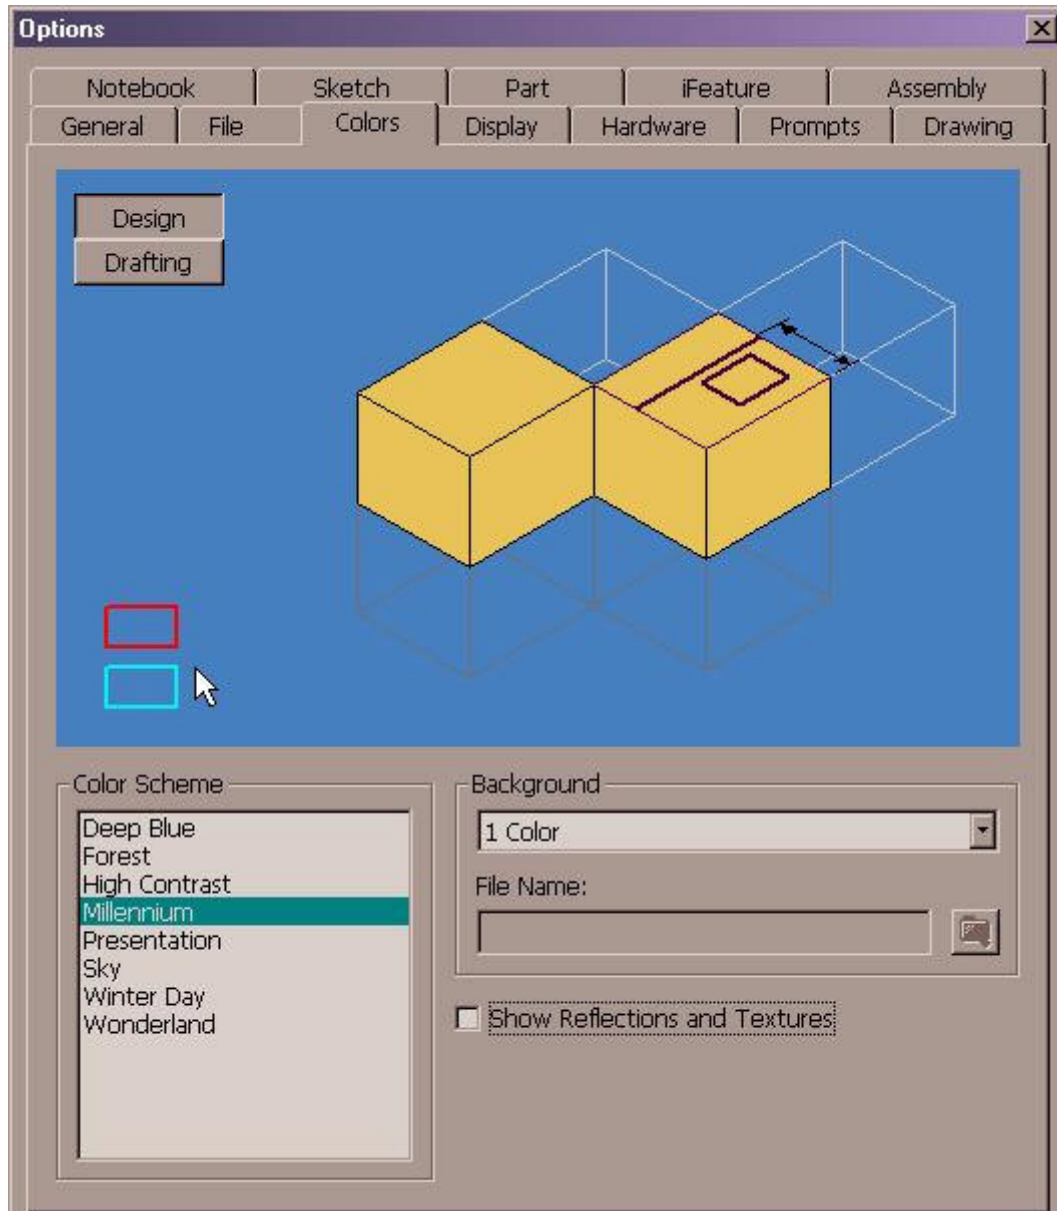 Options
Notebook Sketch Part iFeature Assembly
General File Colors Display Hardware Prompts Drawing
Design
Drafting
Color Scheme
Deep Blue
Forest
High Contrast
Millennium
Presentation
Sky
Winter Day
Wonderland
Background
1 Color
File Name:
Show Reflections and Textures